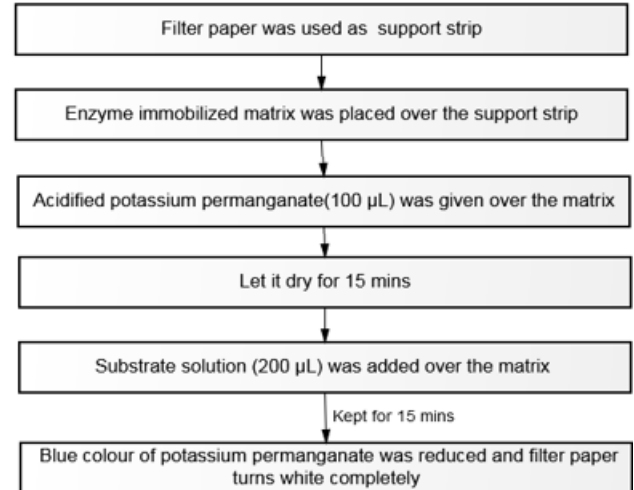 Filter paper was used as support strip
Enzyme immobilized matrix was placed over the support strip
Acidified potassium permanganate(100 µL) was given over the matrix
Let it dry for 15 mins
Substrate solution (200 µL) was added over the matrix
Kept for 15 mins
Blue colour of potassium permanganate was reduced and filter paper
turns white completely